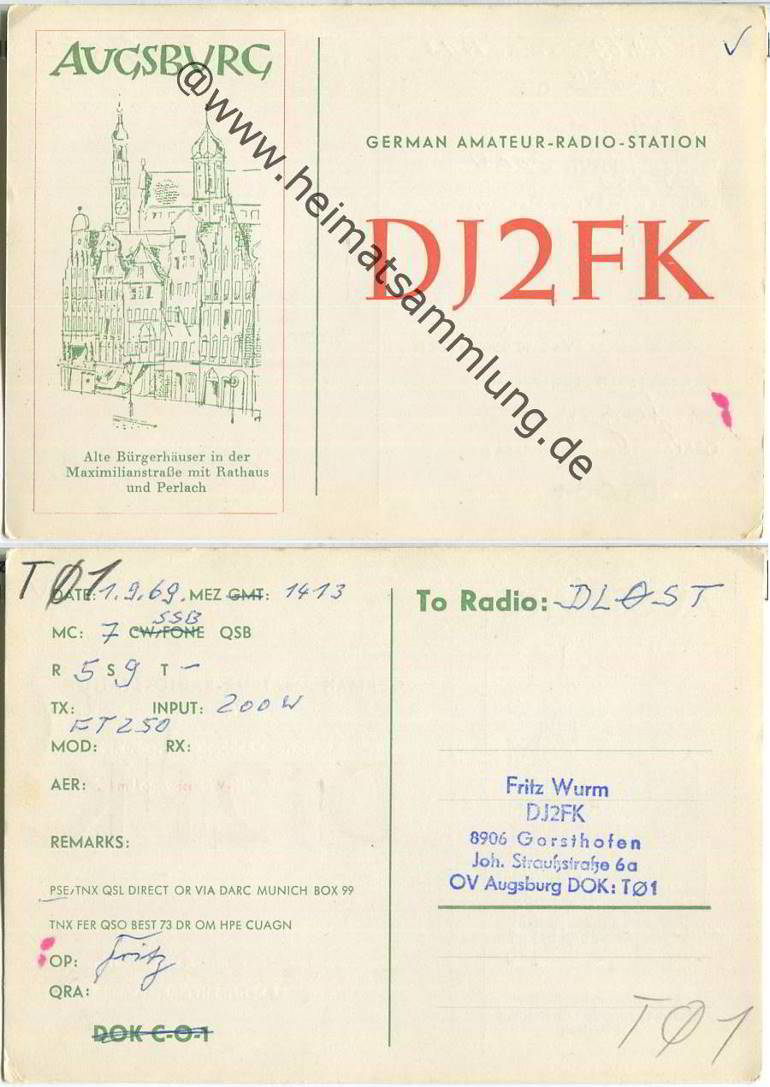 AUGSBURG
GERMAN AMATEUR-RADIO-STATION
DJ2FK
@www.heimatsammlung.de
Alte Bürgerhäuser in der
Maximilianstraße mit Rathaus
und Perlach
TØ1
DATE: 1.9.69. MEZ GMT: 1413
To Radio: DLØST
SSB
MC: 7 CW/FONE QSB
R 5 S 9 T –
TX: INPUT: 200W
FT250
MOD: RX:
AER:
REMARKS:
PSE/TNX QSL DIRECT OR VIA DARC MUNICH BOX 99
TNX FER QSO BEST 73 DR OM HPE CUAGN
OP: Fritz
QRA:
DOK C-O-1
Fritz Wurm
DJ2FK
8906 Gersthofen
Joh. Straußstraße 6a
OV Augsburg DOK: TØ1
TØ1